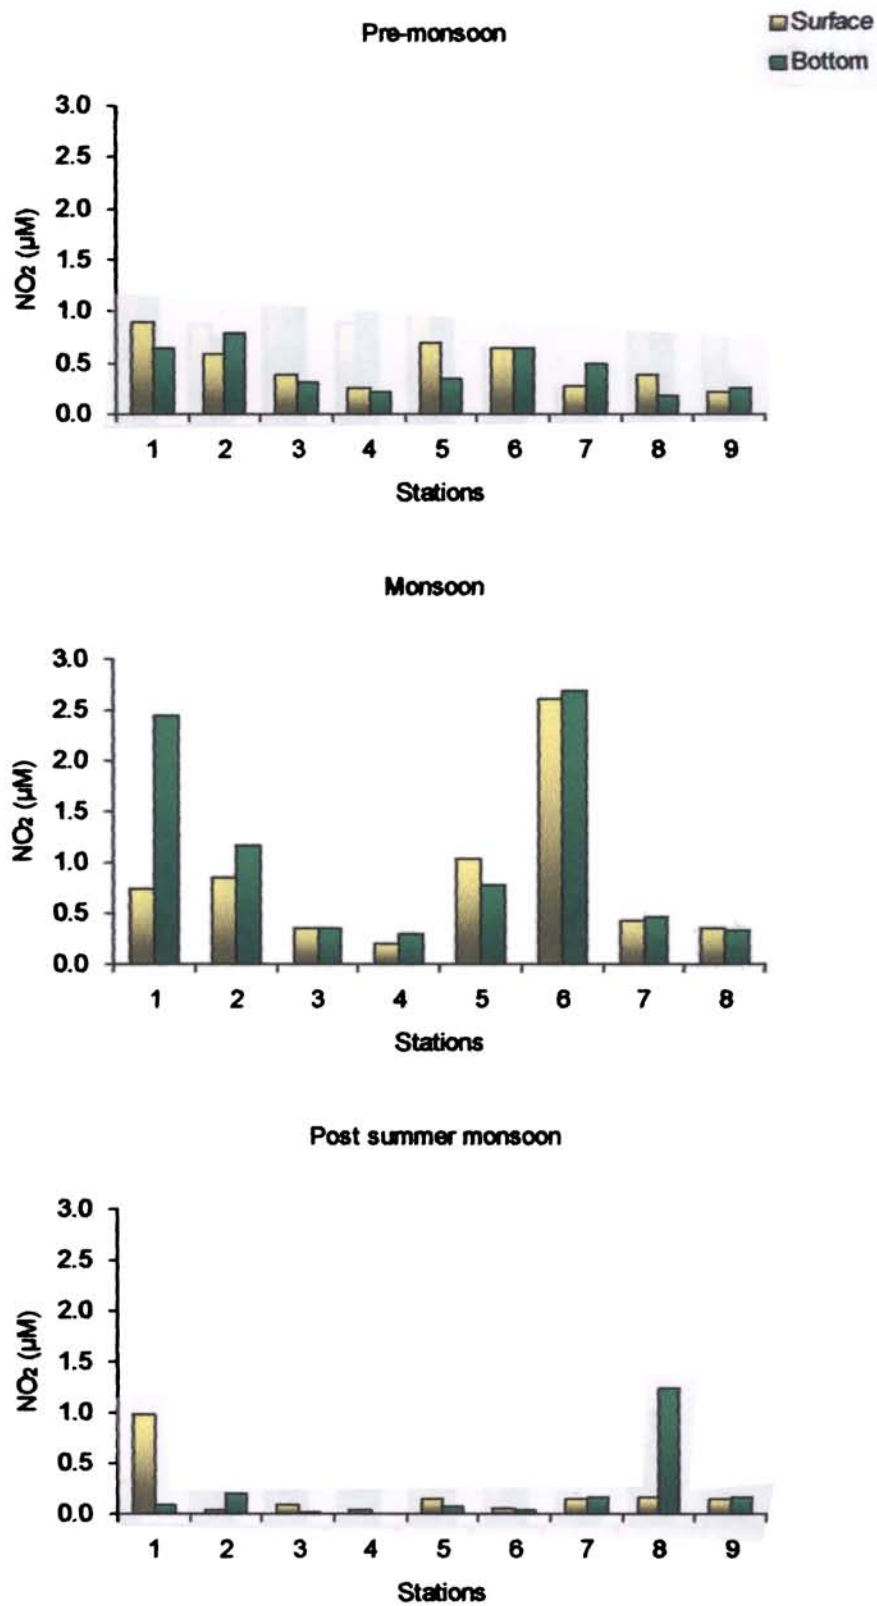 Pre-monsoon
Surface
Bottom
3.0
2.5
2.0
1.5
1.0
0.5
0.0
NO₂ (µM)
1 2 3 4 5 6 7 8 9
Stations
Monsoon
3.0
2.5
2.0
1.5
1.0
0.5
0.0
NO₂ (µM)
1 2 3 4 5 6 7 8
Stations
Post summer monsoon
3.0
2.5
2.0
1.5
1.0
0.5
0.0
NO₂ (µM)
1 2 3 4 5 6 7 8 9
Stations